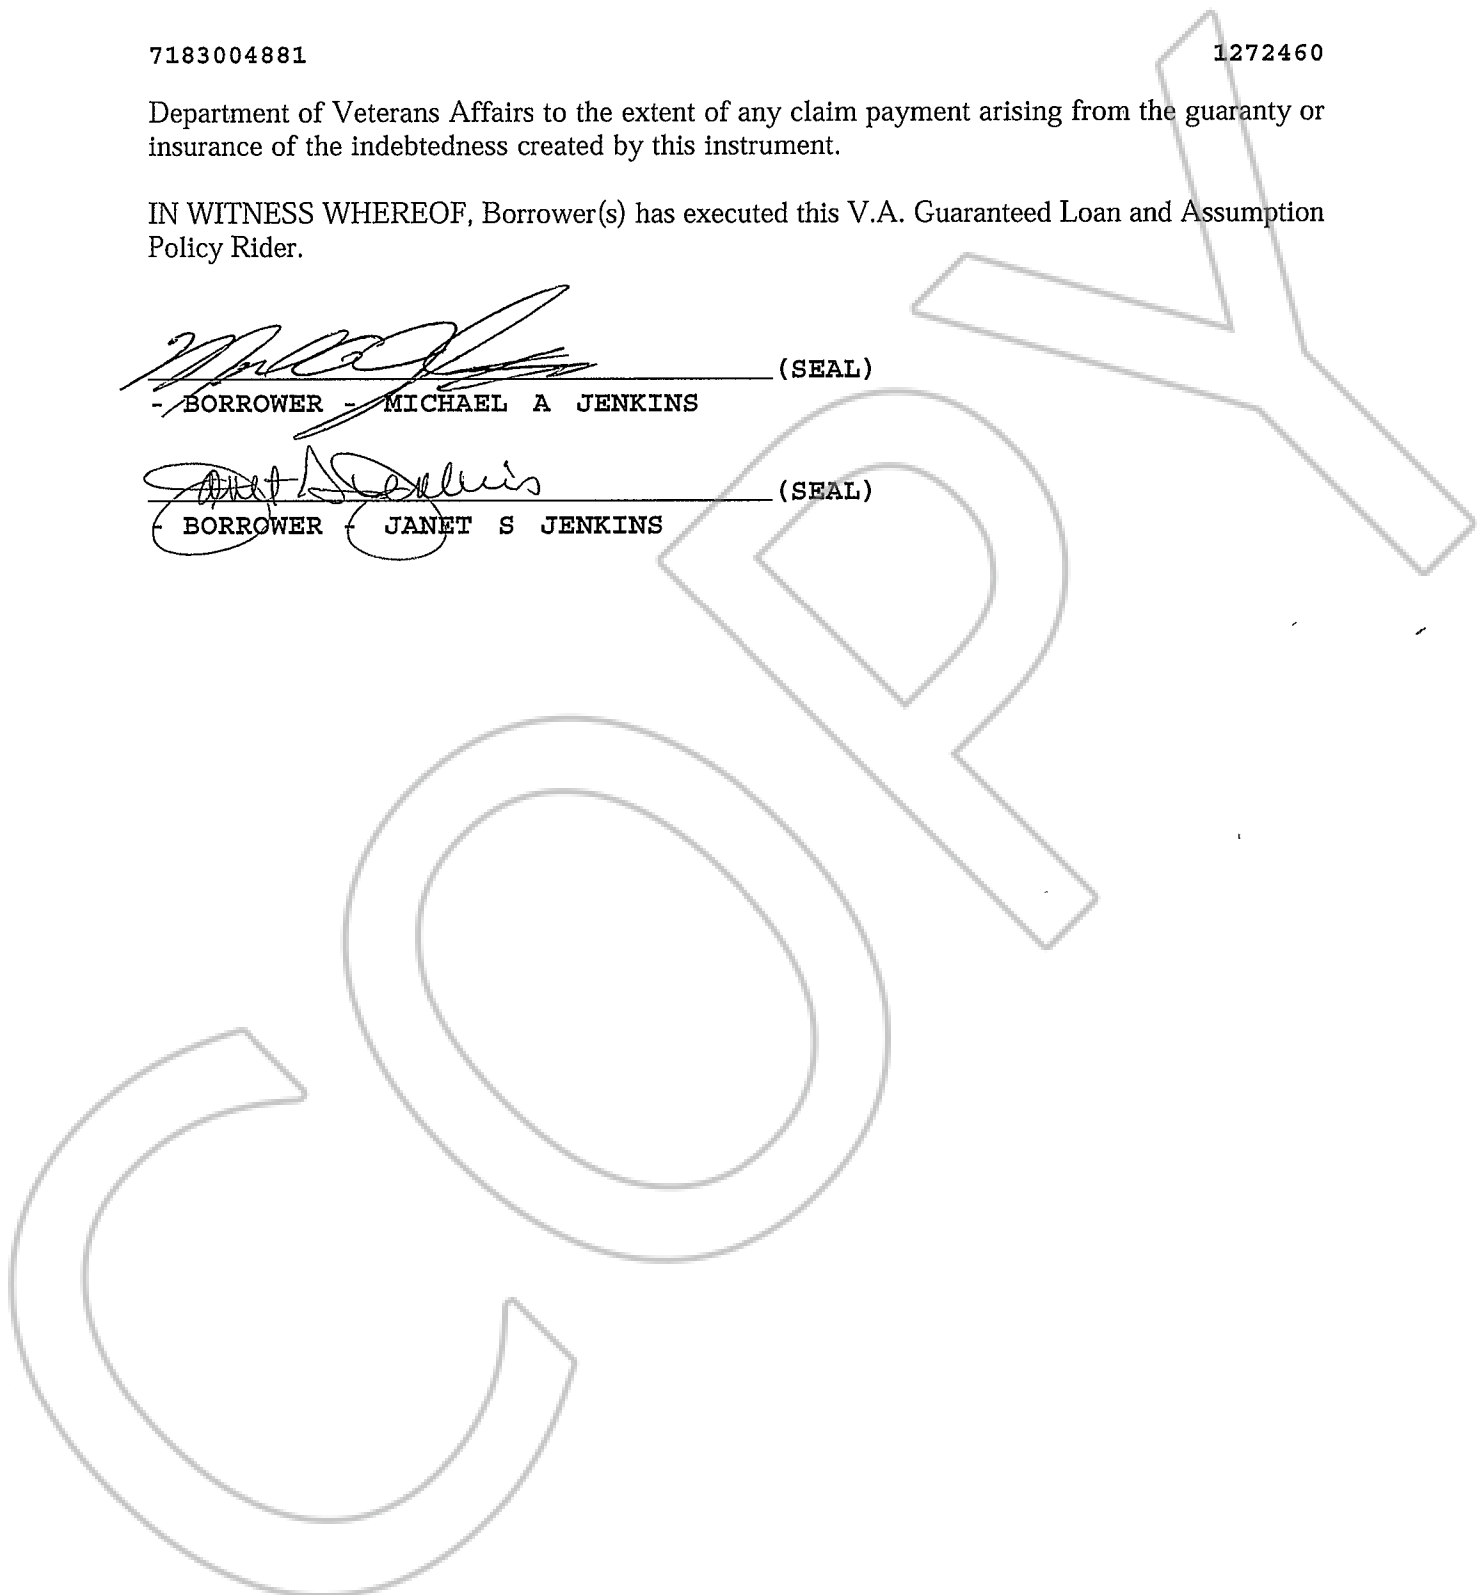 7183004881 1272460
Department of Veterans Affairs to the extent of any claim payment arising from the guaranty or
insurance of the indebtedness created by this instrument.
IN WITNESS WHEREOF, Borrower(s) has executed this V.A. Guaranteed Loan and Assumption
Policy Rider.
(SEAL)
- BORROWER - MICHAEL A JENKINS
Janet S Jenkins (SEAL)
- BORROWER - JANET S JENKINS
COPY